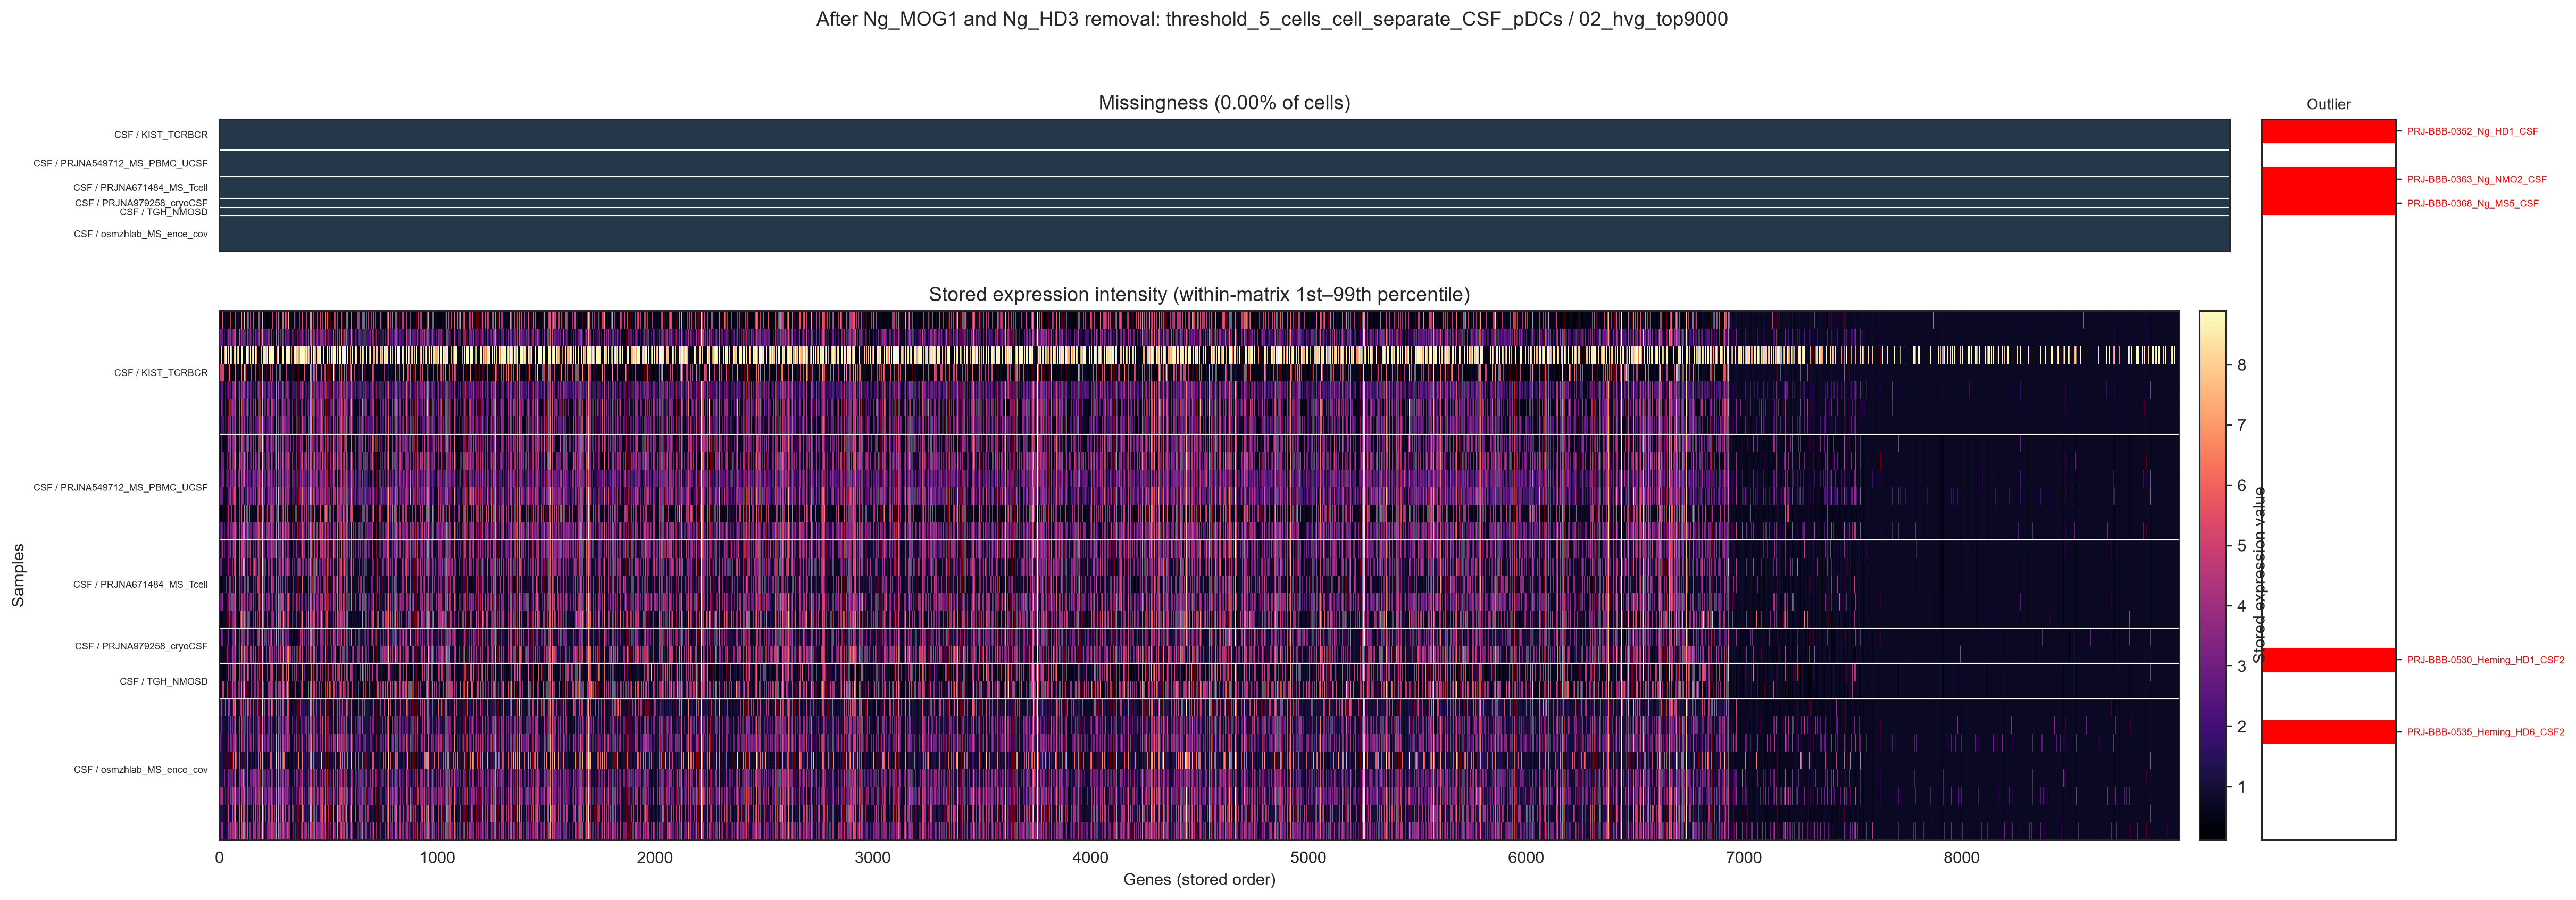 After Ng_MOG1 and Ng_HD3 removal: threshold_5_cells_cell_separate_CSF_pDCs / 02_hvg_top9000
Missingness (0.00% of cells)
Outlier
CSF / KIST_TCRBCR
CSF / PRJNA549712_MS_PBMC_UCSF
CSF / PRJNA671484_MS_Tcell
CSF / PRJNA979258_cryoCSF
CSF / TGH_NMOSD
CSF / osmzhlab_MS_ence_cov
PRJ-BBB-0352_Ng_HD1_CSF
PRJ-BBB-0363_Ng_NMO2_CSF
PRJ-BBB-0368_Ng_MS5_CSF
PRJ-BBB-0530_Heming_HD1_CSF2
PRJ-BBB-0535_Heming_HD6_CSF2
Stored expression intensity (within-matrix 1st–99th percentile)
Samples
CSF / KIST_TCRBCR
CSF / PRJNA549712_MS_PBMC_UCSF
CSF / PRJNA671484_MS_Tcell
CSF / PRJNA979258_cryoCSF
CSF / TGH_NMOSD
CSF / osmzhlab_MS_ence_cov
8
7
6
5
4
3
2
1
Stored expression value
0 1000 2000 3000 4000 5000 6000 7000 8000
Genes (stored order)